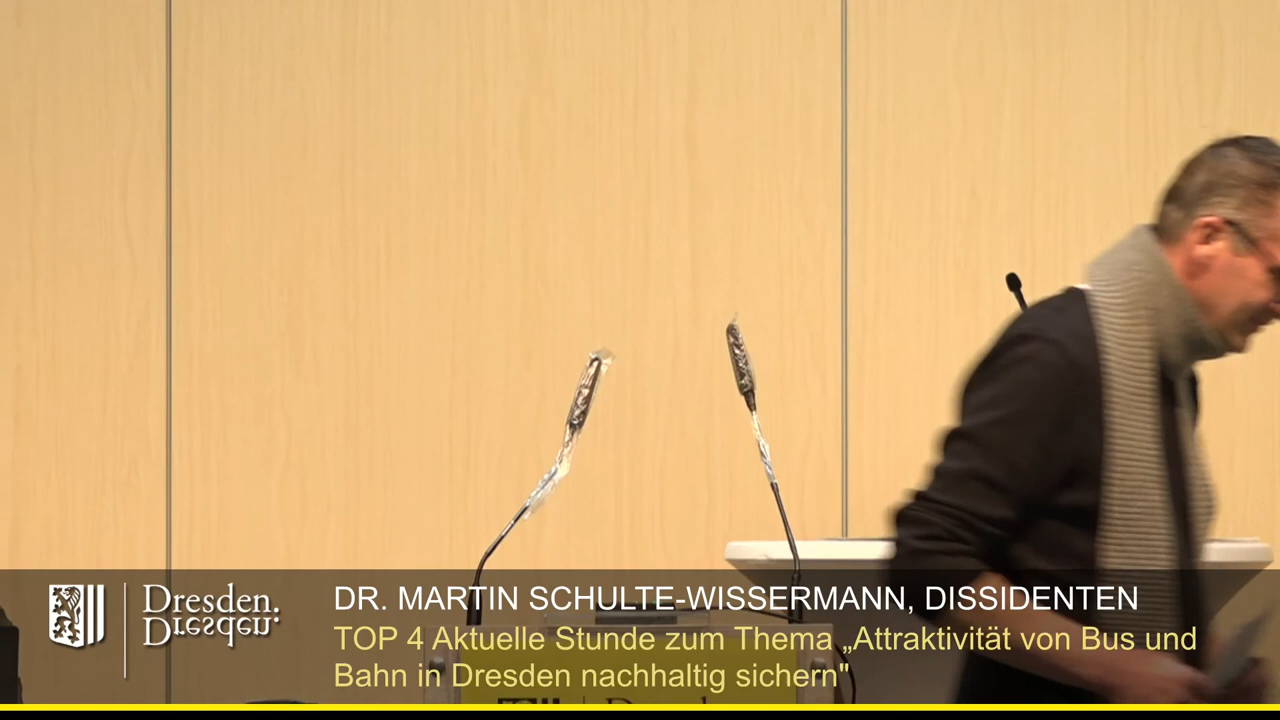 Dresden.
Dresden.
DR. MARTIN SCHULTE-WISSERMANN, DISSIDENTEN
TOP 4 Aktuelle Stunde zum Thema „Attraktivität von Bus und
Bahn in Dresden nachhaltig sichern"